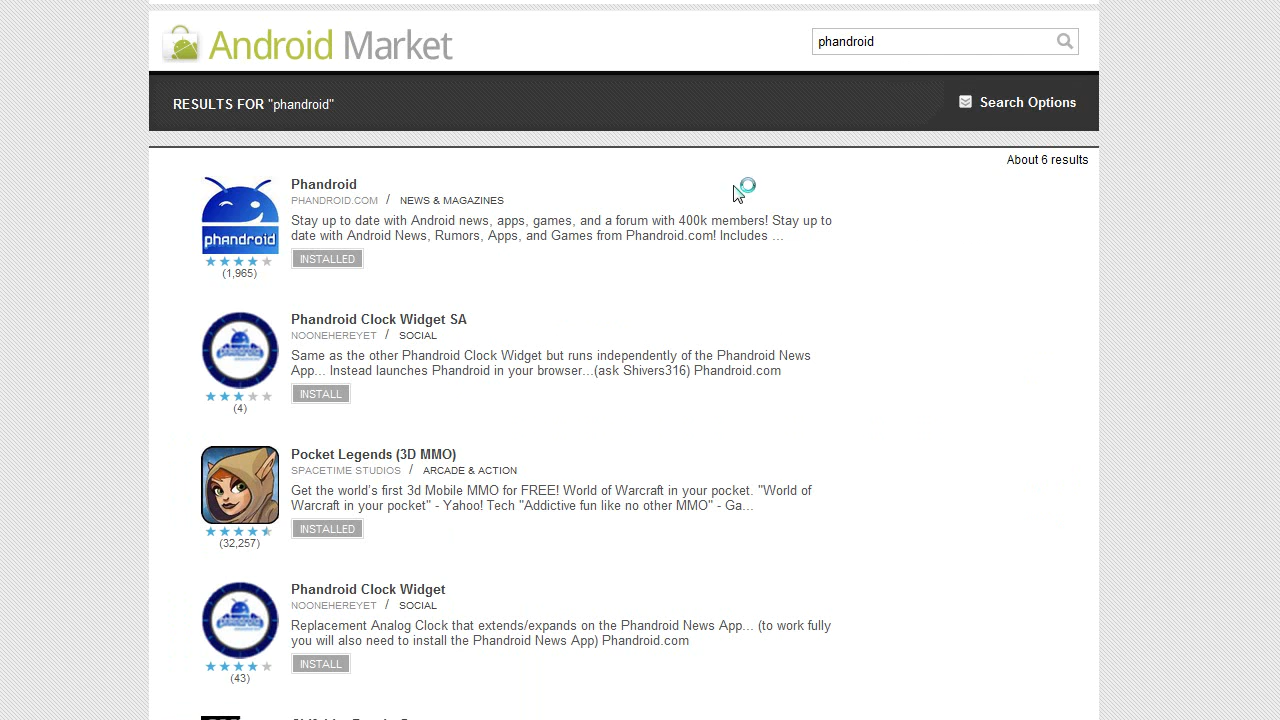 Android Market
phandroid
RESULTS FOR "phandroid"
Search Options
About 6 results
Phandroid
PHANDROID.COM / NEWS & MAGAZINES
Stay up to date with Android news, apps, games, and a forum with 400k members! Stay up to
date with Android News, Rumors, Apps, and Games from Phandroid.com! Includes ...
phandroid
INSTALLED
(1,965)
Phandroid Clock Widget SA
NOONEHEREYET / SOCIAL
Same as the other Phandroid Clock Widget but runs independently of the Phandroid News
App... Instead launches Phandroid in your browser...(ask Shivers316) Phandroid.com
phandroid
INSTALL
(4)
Pocket Legends (3D MMO)
SPACETIME STUDIOS / ARCADE & ACTION
Get the world's first 3d Mobile MMO for FREE! World of Warcraft in your pocket. "World of
Warcraft in your pocket" - Yahoo! Tech "Addictive fun like no other MMO" - Ga...
INSTALLED
(32,257)
Phandroid Clock Widget
NOONEHEREYET / SOCIAL
Replacement Analog Clock that extends/expands on the Phandroid News App... (to work fully
you will also need to install the Phandroid News App) Phandroid.com
phandroid
INSTALL
(43)